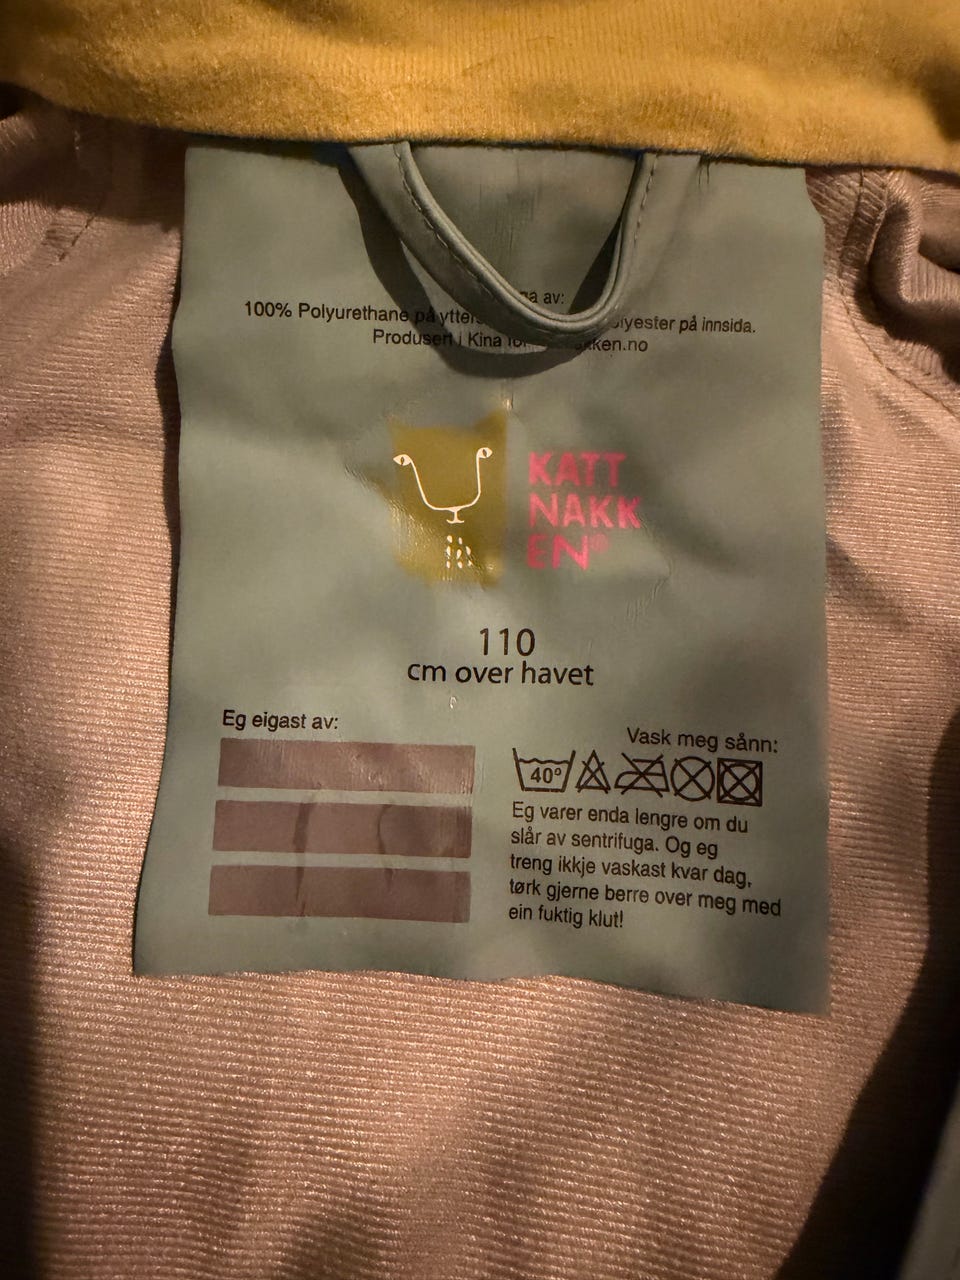 av:
100% Polyurethane på på innsida.
Produsert i Kina
KATT
NAKK
EN®
110
cm over havet
Eg eigast av:
Vask meg sånn:
40°
Eg varer enda lengre om du
slår av sentrifuga. Og eg
treng ikkje vaskast kvar dag,
tørk gjerne berre over meg med
ein fuktig klut!